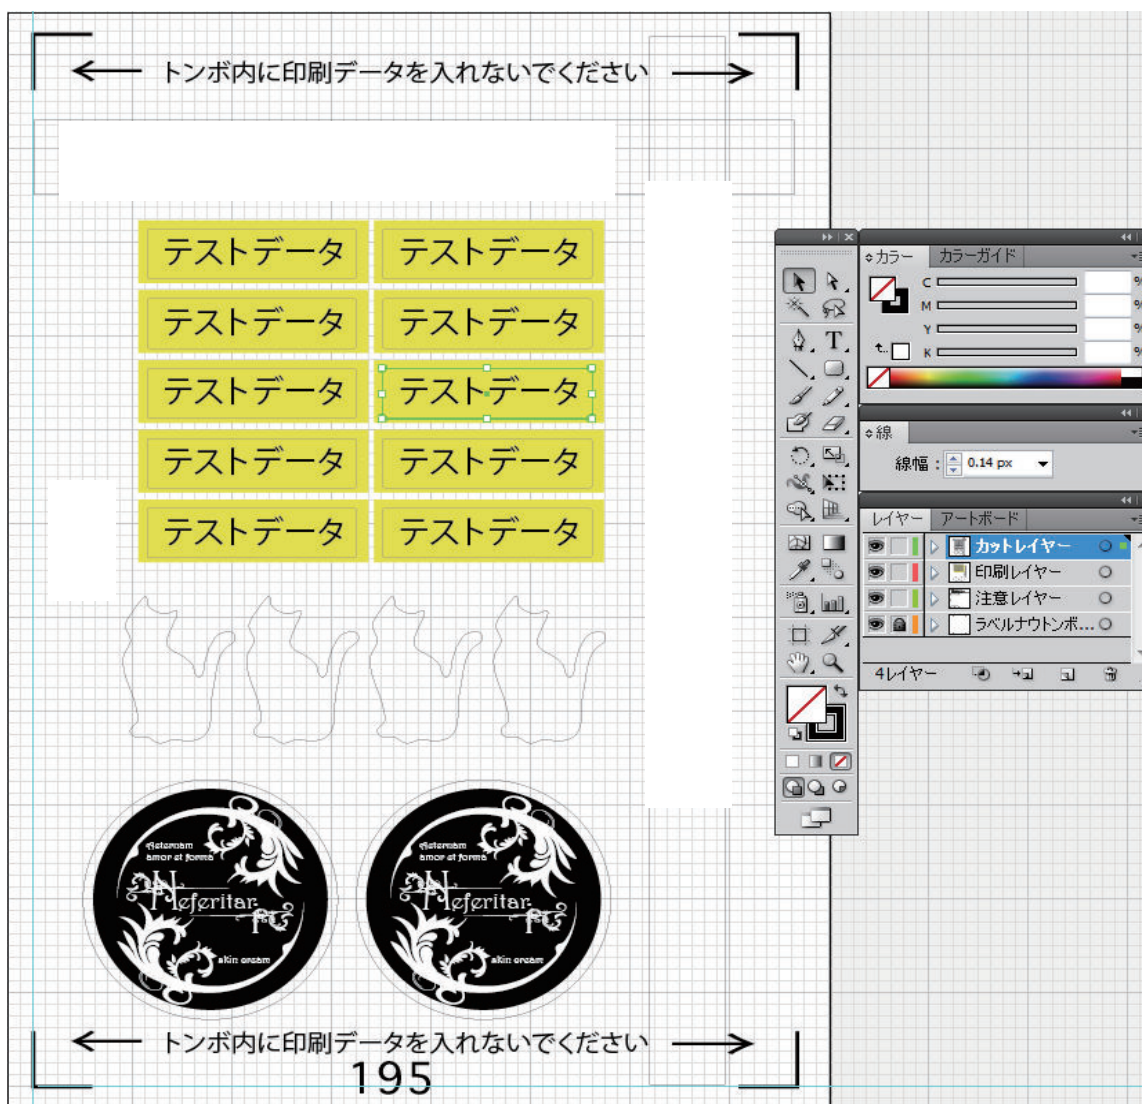 トンボ内に印刷データを入れないでください
テストデータ テストデータ
テストデータ テストデータ
テストデータ テストデータ
テストデータ テストデータ
テストデータ テストデータ
Aeternam
amor et forma
Neferitar
skin cream
Aeternam
amor et forma
Neferitar
skin cream
トンボ内に印刷データを入れないでください
195
カラー カラーガイド
C %
M %
Y %
K %
線
線幅 : 0.14 px
レイヤー アートボード
カットレイヤー
印刷レイヤー
注意レイヤー
ラベルナウトンボ...
4レイヤー